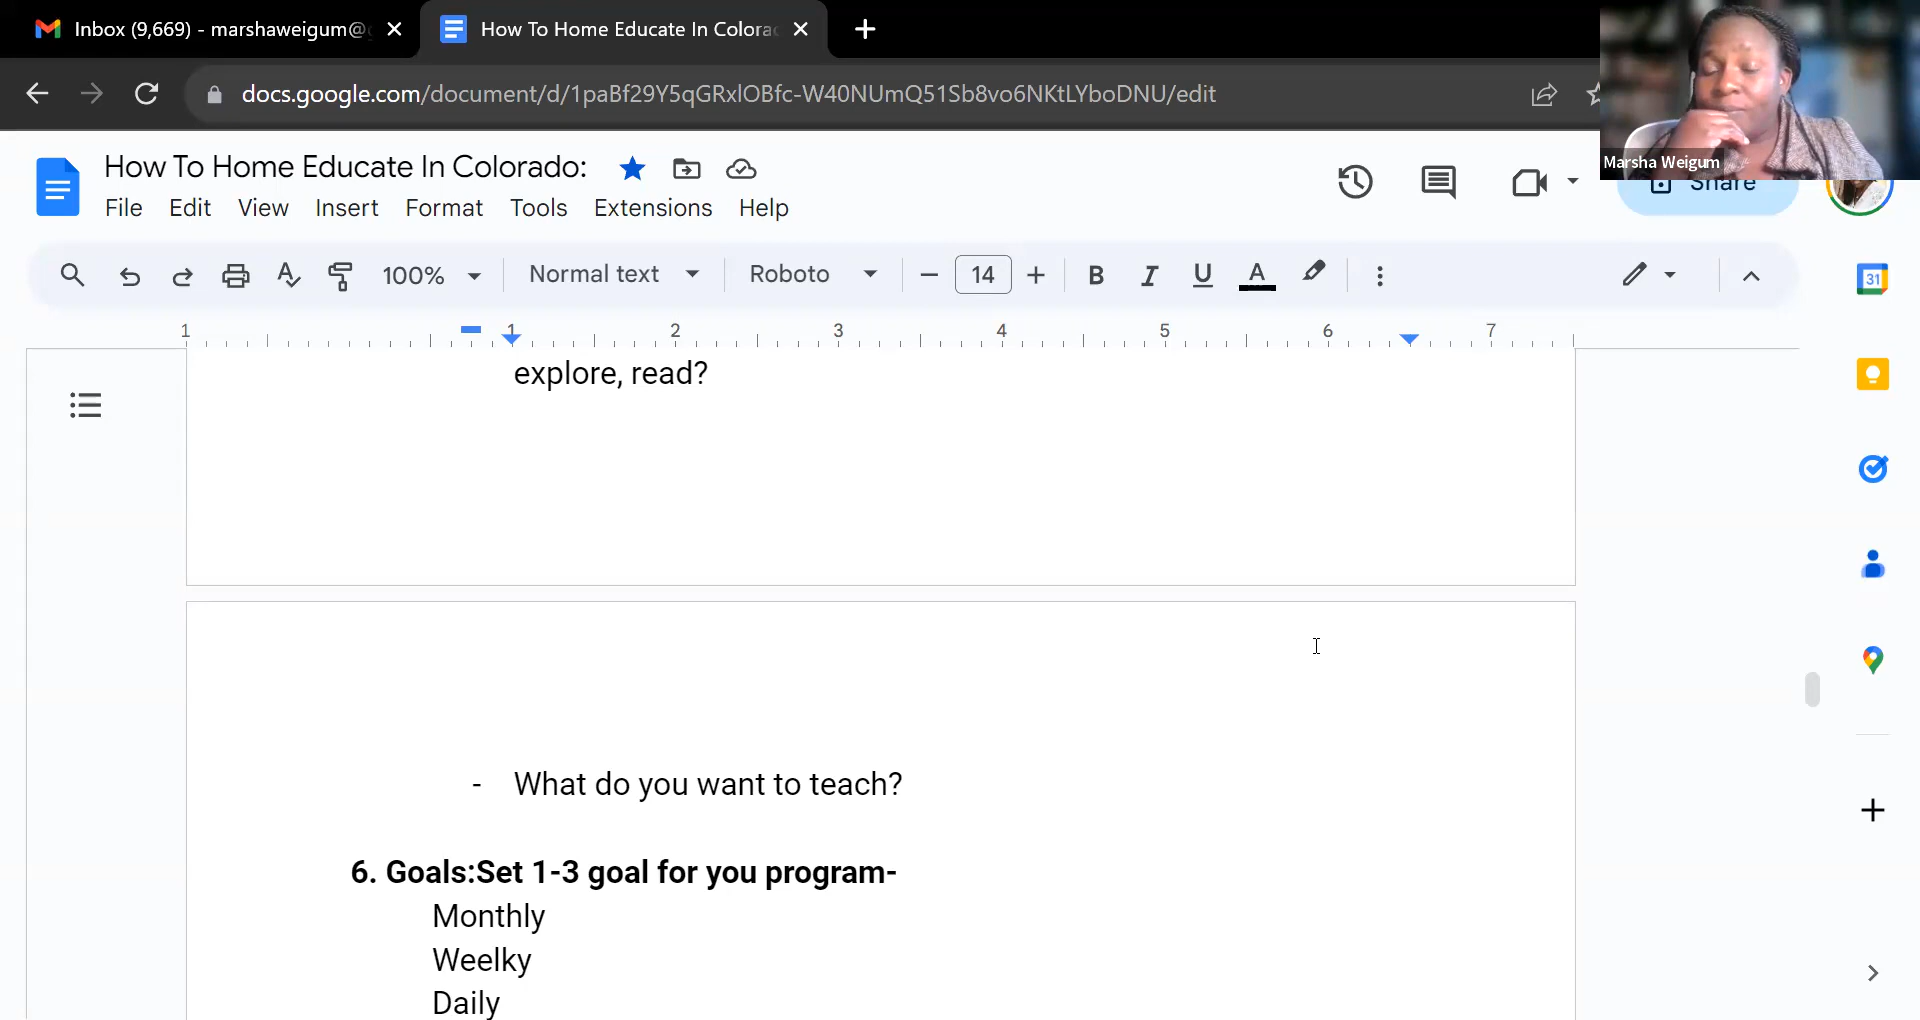 Inbox (9,669) - marshaweigum@
How To Home Educate In Colora
docs.google.com/document/d/1paBf29Y5qGRxlOBfc-W40NUmQ51Sb8vo6NKtLYboDNU/edit
Marsha Weigum
How To Home Educate In Colorado:
File Edit View Insert Format Tools Extensions Help
Share
100% Normal text Roboto 14 B I U A
31
1 1 2 3 4 5 6 7
explore, read?
- What do you want to teach?
6. Goals:Set 1-3 goal for you program-
Monthly
Weelky
Daily